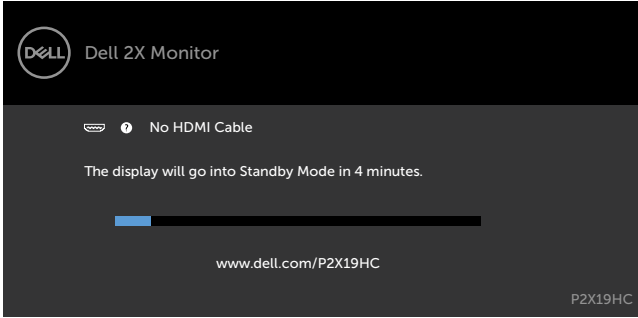 DELL Dell 2X Monitor
? No HDMI Cable
The display will go into Standby Mode in 4 minutes.
www.dell.com/P2X19HC
P2X19HC